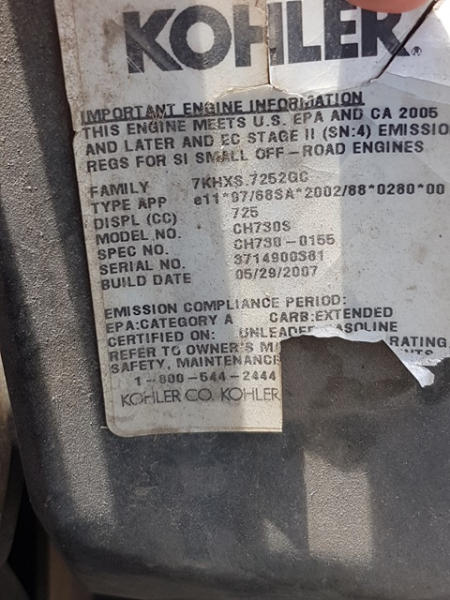 KOHLER®
IMPORTANT ENGINE INFORMATION
THIS ENGINE MEETS U.S. EPA AND CA 2005
AND LATER AND EC STAGE II (SN:4) EMISSIO
REGS FOR SI SMALL OFF-ROAD ENGINES
FAMILY 7KHXS.7252GC
TYPE APP e11*97/68SA*2002/88*0280*00
DISPL (CC) 725
MODEL NO. CH730S
SPEC NO. CH730-0155
SERIAL NO. 3714900381
BUILD DATE 05/29/2007
EMISSION COMPLIANCE PERIOD:
EPA:CATEGORY A CARB:EXTENDED
CERTIFIED ON: UNLEADED GASOLINE
REFER TO OWNER'S RATING,
SAFETY, MAINTENANCE
1-800-544-2444
KOHLER CO. KOHLER